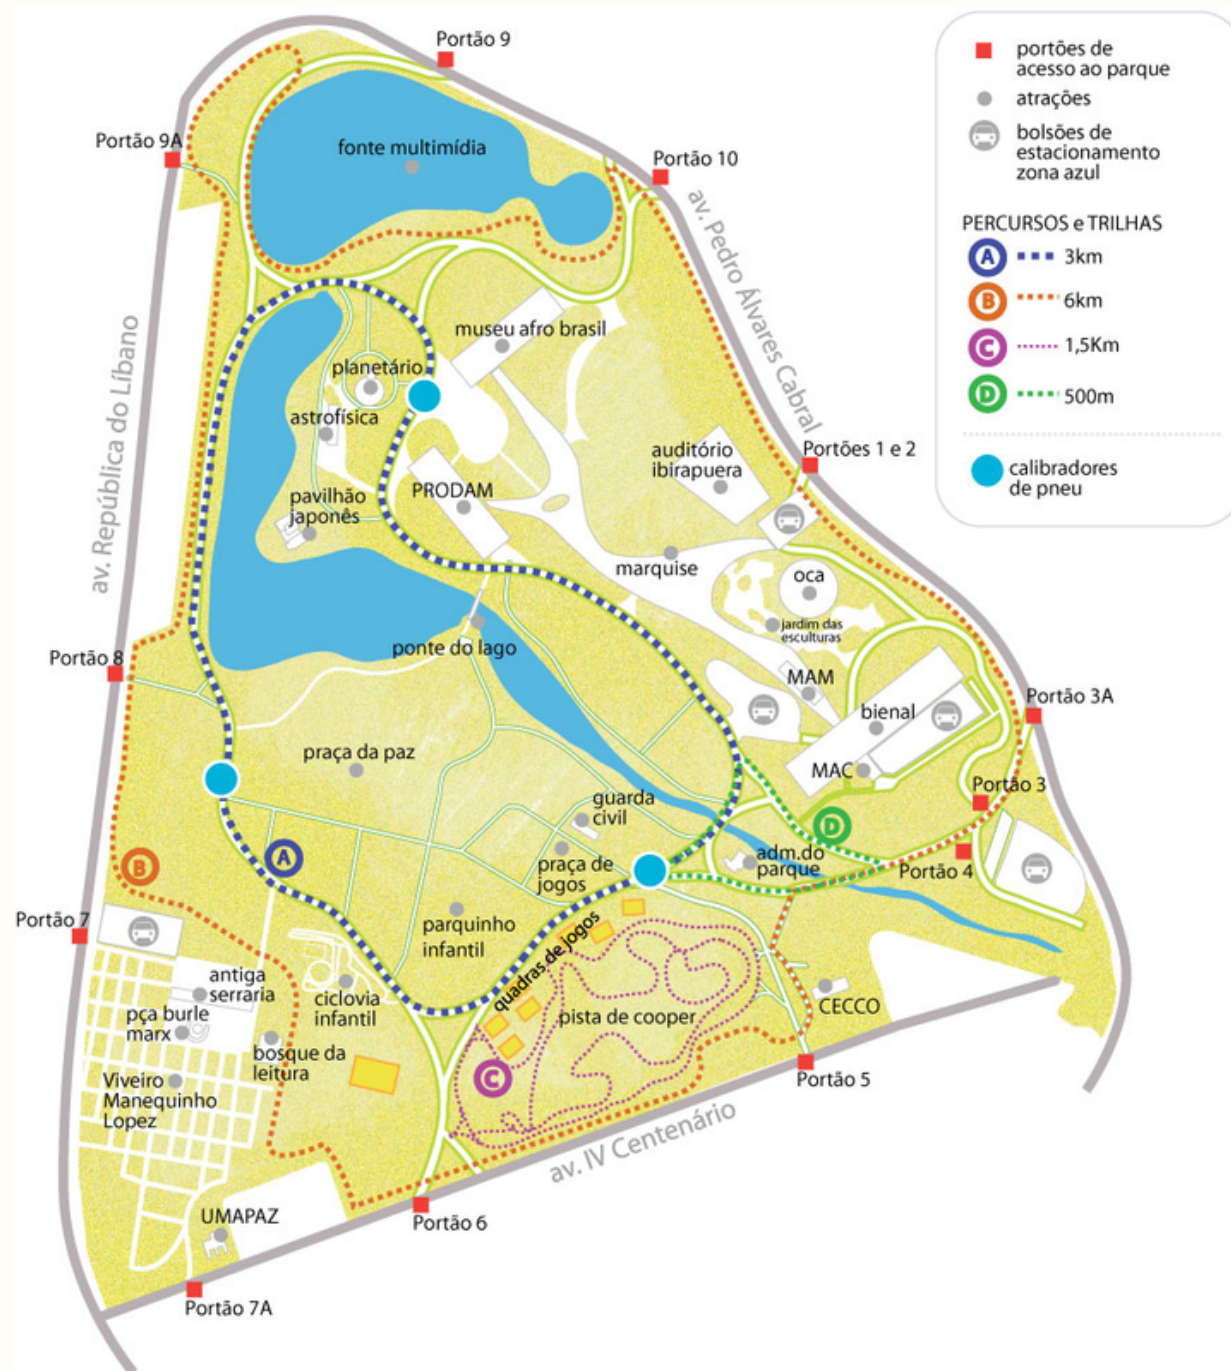 Portão 9
Portão 9A
fonte multimídia
Portão 10
av. Pedro Álvares Cabral
av. República do Líbano
museu afro brasil
planetário
astrofísica
auditório
ibirapuera
Portões 1 e 2
PRODAM
pavilhão
japonês
marquise
oca
jardim das
esculturas
ponte do lago
Portão 8
MAM
bienal
Portão 3A
praça da paz
MAC
Portão 3
guarda
civil
D
A
B
praça de
jogos
adm.do
parque
Portão 4
Portão 7
parquinho
infantil
quadras de jogos
antiga
serraria
ciclovia
infantil
pista de cooper
CECCO
pça burle
marx
bosque da
leitura
C
Viveiro
Manequinho
Lopez
Portão 5
av. IV Centenário
UMAPAZ
Portão 6
Portão 7A
portões de
acesso ao parque
atrações
bolsões de
estacionamento
zona azul
PERCURSOS e TRILHAS
A 3km
B 6km
C 1,5Km
D 500m
calibradores
de pneu